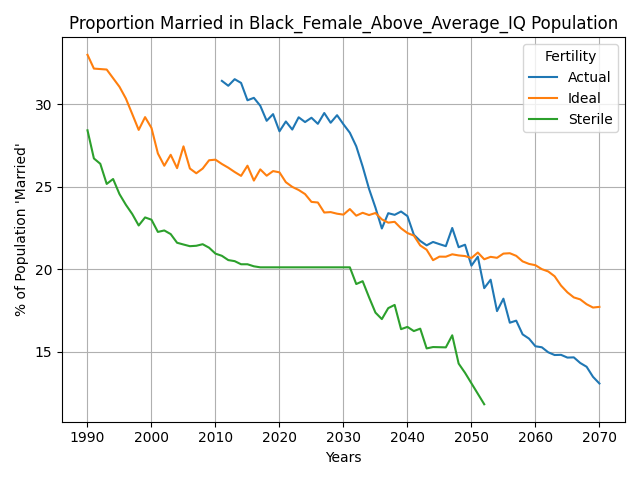 Proportion Married in Black_Female_Above_Average_IQ Population
Fertility
Actual
Ideal
Sterile
% of Population 'Married'
30
25
20
15
1990 2000 2010 2020 2030 2040 2050 2060 2070
Years